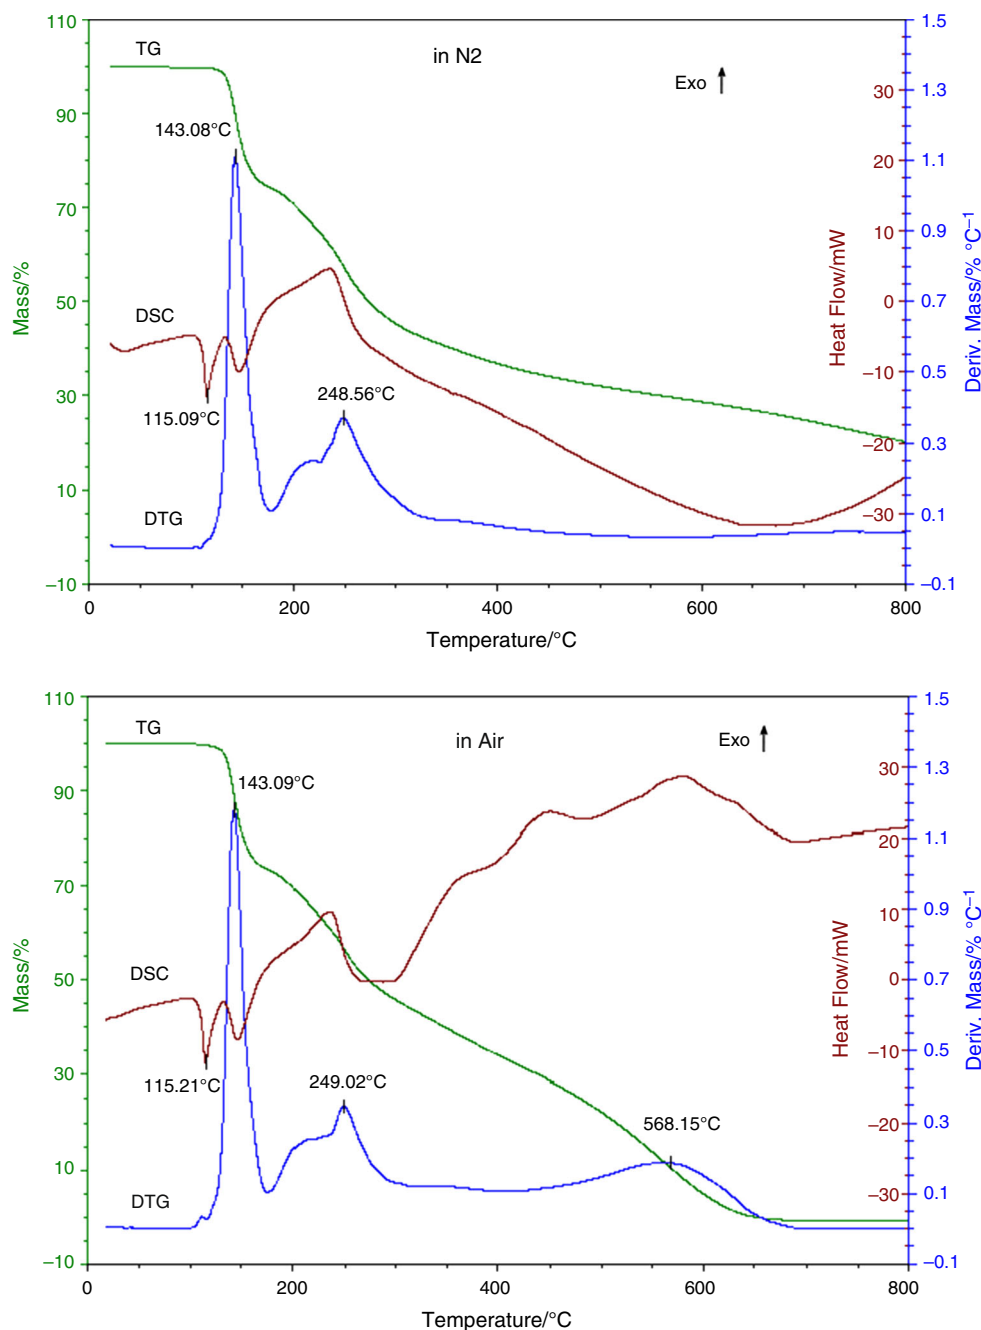 110
TG
in N2
Exo
1.5
1.3
30
90
143.08°C
20
1.1
70
10
0.9
Mass/%
50
DSC
Heat Flow/mW
0
0.7
Deriv. Mass/% °C−1
−10
0.5
30
115.09°C
248.56°C
−20
0.3
10
DTG
−30
0.1
−10
−0.1
0
200
400
600
800
Temperature/°C
110
TG
in Air
Exo
1.5
30
1.3
90
143.09°C
20
1.1
70
10
0.9
Mass/%
50
DSC
Heat Flow/mW
0
0.7
Deriv. Mass/% °C−1
−10
0.5
30
115.21°C
249.02°C
568.15°C
−20
0.3
10
DTG
−30
0.1
−10
−0.1
0
200
400
600
800
Temperature/°C